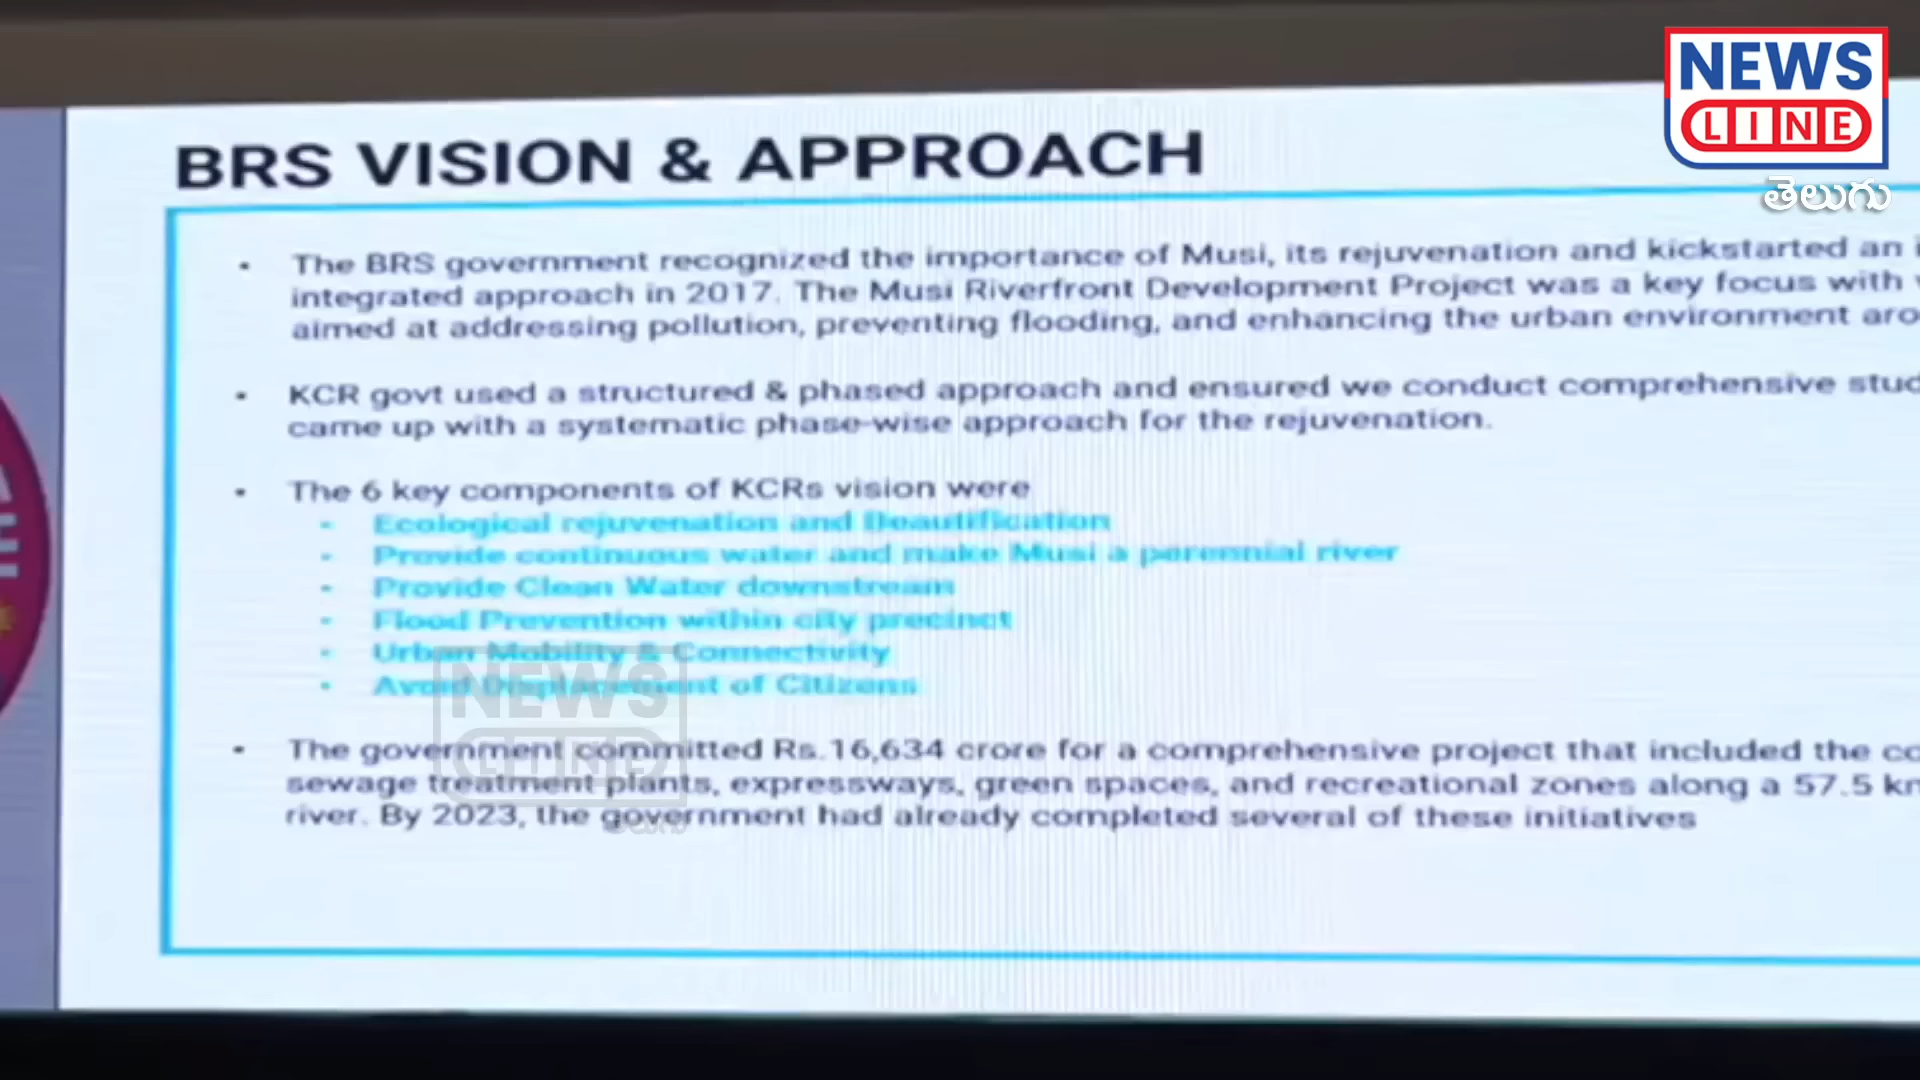 NEWS
LINE
తెలుగు
BRS VISION & APPROACH
• The BRS government recognized the importance of Musi, its rejuvenation and kickstarted an
integrated approach in 2017. The Musi Riverfront Development Project was a key focus with
aimed at addressing pollution, preventing flooding, and enhancing the urban environment
• KCR govt used a structured & phased approach and ensured we conduct comprehensive
came up with a systematic phase-wise approach for the rejuvenation.
• The 6 key components of KCRs vision were
• Ecological rejuvenation and Beautification
• Provide continuous water and make Musi a perennial river
• Provide Clean Water downstream
• Flood Prevention within city precinct
• Urban Mobility & Connectivity
• Avoid Displacement of Citizens
• The government committed Rs.16,634 crore for a comprehensive project that included the
sewage treatment plants, expressways, green spaces, and recreational zones along a 57.5
river. By 2023, the government had already completed several of these initiatives
NEWS
LINE
తెలుగు